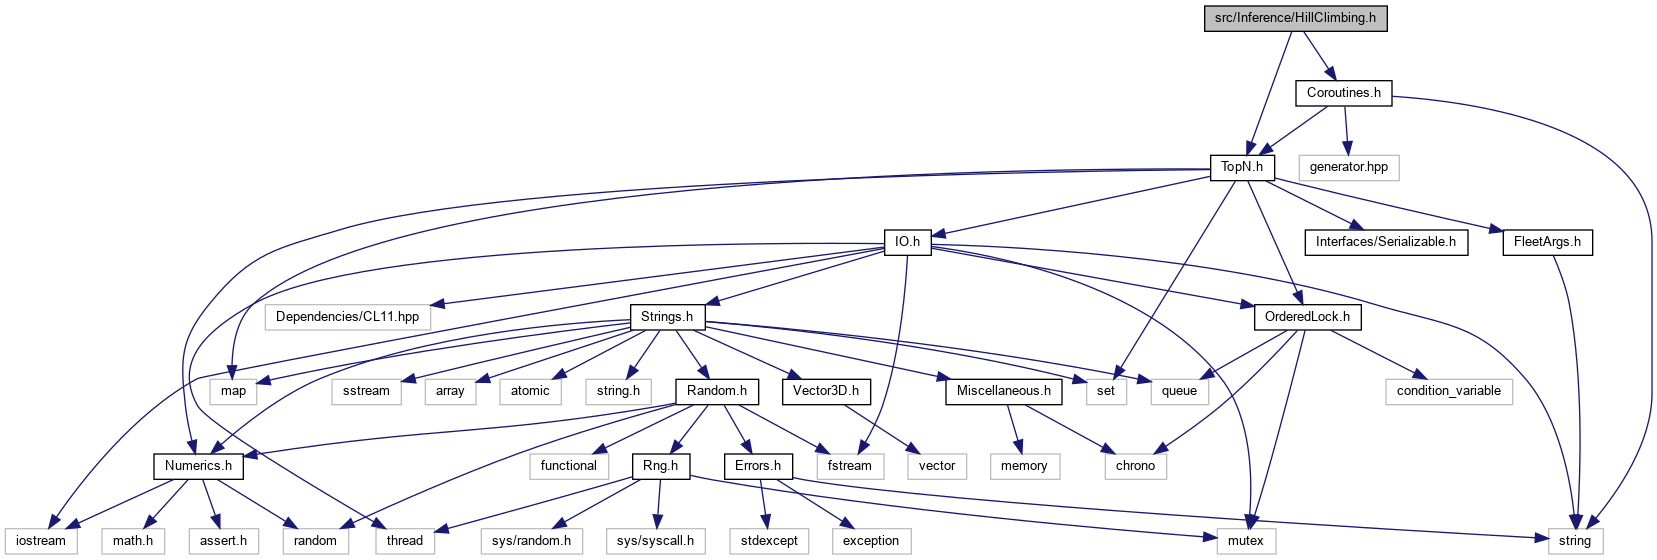 src/Inference/HillClimbing.h
Coroutines.h
TopN.h
generator.hpp
IO.h
Interfaces/Serializable.h
FleetArgs.h
Dependencies/CL11.hpp
Strings.h
OrderedLock.h
map
sstream
array
atomic
string.h
Random.h
Vector3D.h
Miscellaneous.h
set
queue
condition_variable
Numerics.h
functional
Rng.h
Errors.h
fstream
vector
memory
chrono
iostream
math.h
assert.h
random
thread
sys/random.h
sys/syscall.h
stdexcept
exception
mutex
string